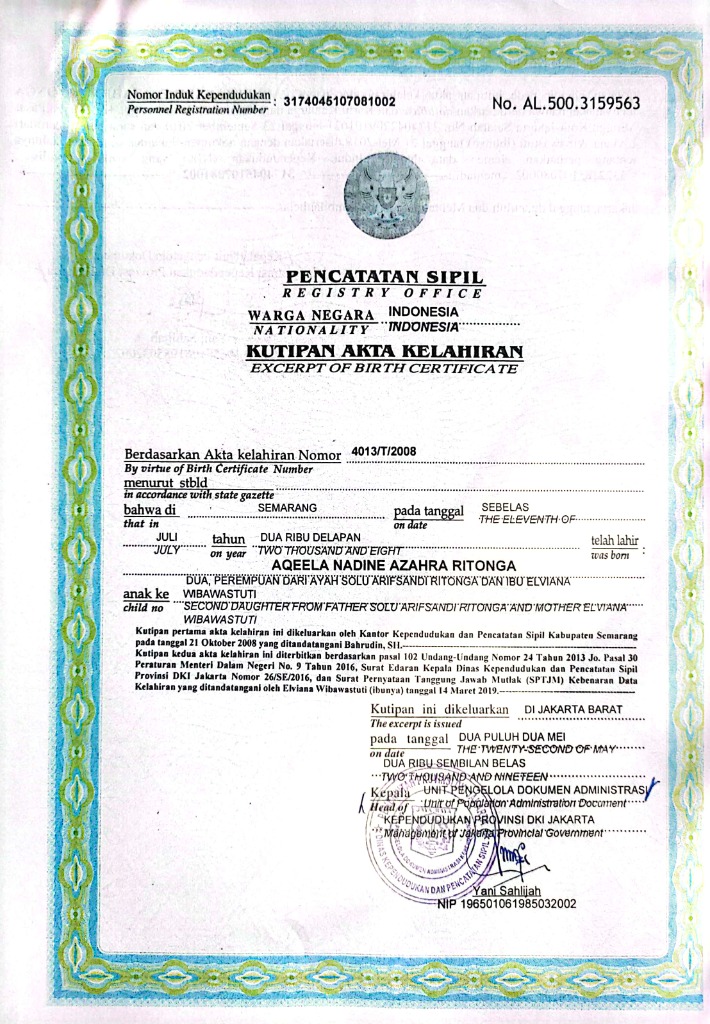 Nomor Induk Kependudukan : 3174045107081002
Personnel Registration Number
No. AL.500.3159563
PENCATATAN SIPIL
REGISTRY OFFICE
WARGA NEGARA INDONESIA
NATIONALITY INDONESIA
KUTIPAN AKTA KELAHIRAN
EXCERPT OF BIRTH CERTIFICATE
Berdasarkan Akta kelahiran Nomor 4013/T/2008
By virtue of Birth Certificate Number
menurut stbld
in accordance with state gazette
bahwa di SEMARANG pada tanggal SEBELAS
that in on date THE ELEVENTH OF
JULI tahun DUA RIBU DELAPAN telah lahir
JULY on year TWO THOUSAND AND EIGHT was born :
AQEELA NADINE AZAHRA RITONGA
DUA, PEREMPUAN DARI AYAH SOLU ARIFSANDI RITONGA DAN IBU ELVIANA
anak ke WIBAWASTUTI
child no SECOND DAUGHTER FROM FATHER SOLU ARIFSANDI RITONGA AND MOTHER ELVIANA
WIBAWASTUTI
Kutipan pertama akta kelahiran ini dikeluarkan oleh Kantor Kependudukan dan Pencatatan Sipil Kabupaten Semarang
pada tanggal 21 Oktober 2008 yang ditandatangani Bahrudin, SH.
Kutipan kedua akta kelahiran ini diterbitkan berdasarkan pasal 102 Undang-Undang Nomor 24 Tahun 2013 Jo. Pasal 30
Peraturan Menteri Dalam Negeri No. 9 Tahun 2016, Surat Edaran Kepala Dinas Kependudukan dan Pencatatan Sipil
Provinsi DKI Jakarta Nomor 26/SE/2016, dan Surat Pernyataan Tanggung Jawab Mutlak (SPTJM) Kebenaran Data
Kelahiran yang ditandatangani oleh Elviana Wibawastuti (ibunya) tanggal 14 Maret 2019.
Kutipan ini dikeluarkan DI JAKARTA BARAT
The excerpt is issued
pada tanggal DUA PULUH DUA MEI
on date THE TWENTY-SECOND OF MAY
DUA RIBU SEMBILAN BELAS
TWO THOUSAND AND NINETEEN
Kepala UNIT PENGELOLA DOKUMEN ADMINISTRASI
Head of Unit of Population Administration Document
KEPENDUDUKAN PROVINSI DKI JAKARTA
Management of Jakarta Provincial Government
DINAS KEPENDUDUKAN DAN PENCATATAN SIPIL
Yani Sahlijah
NIP 196501061985032002